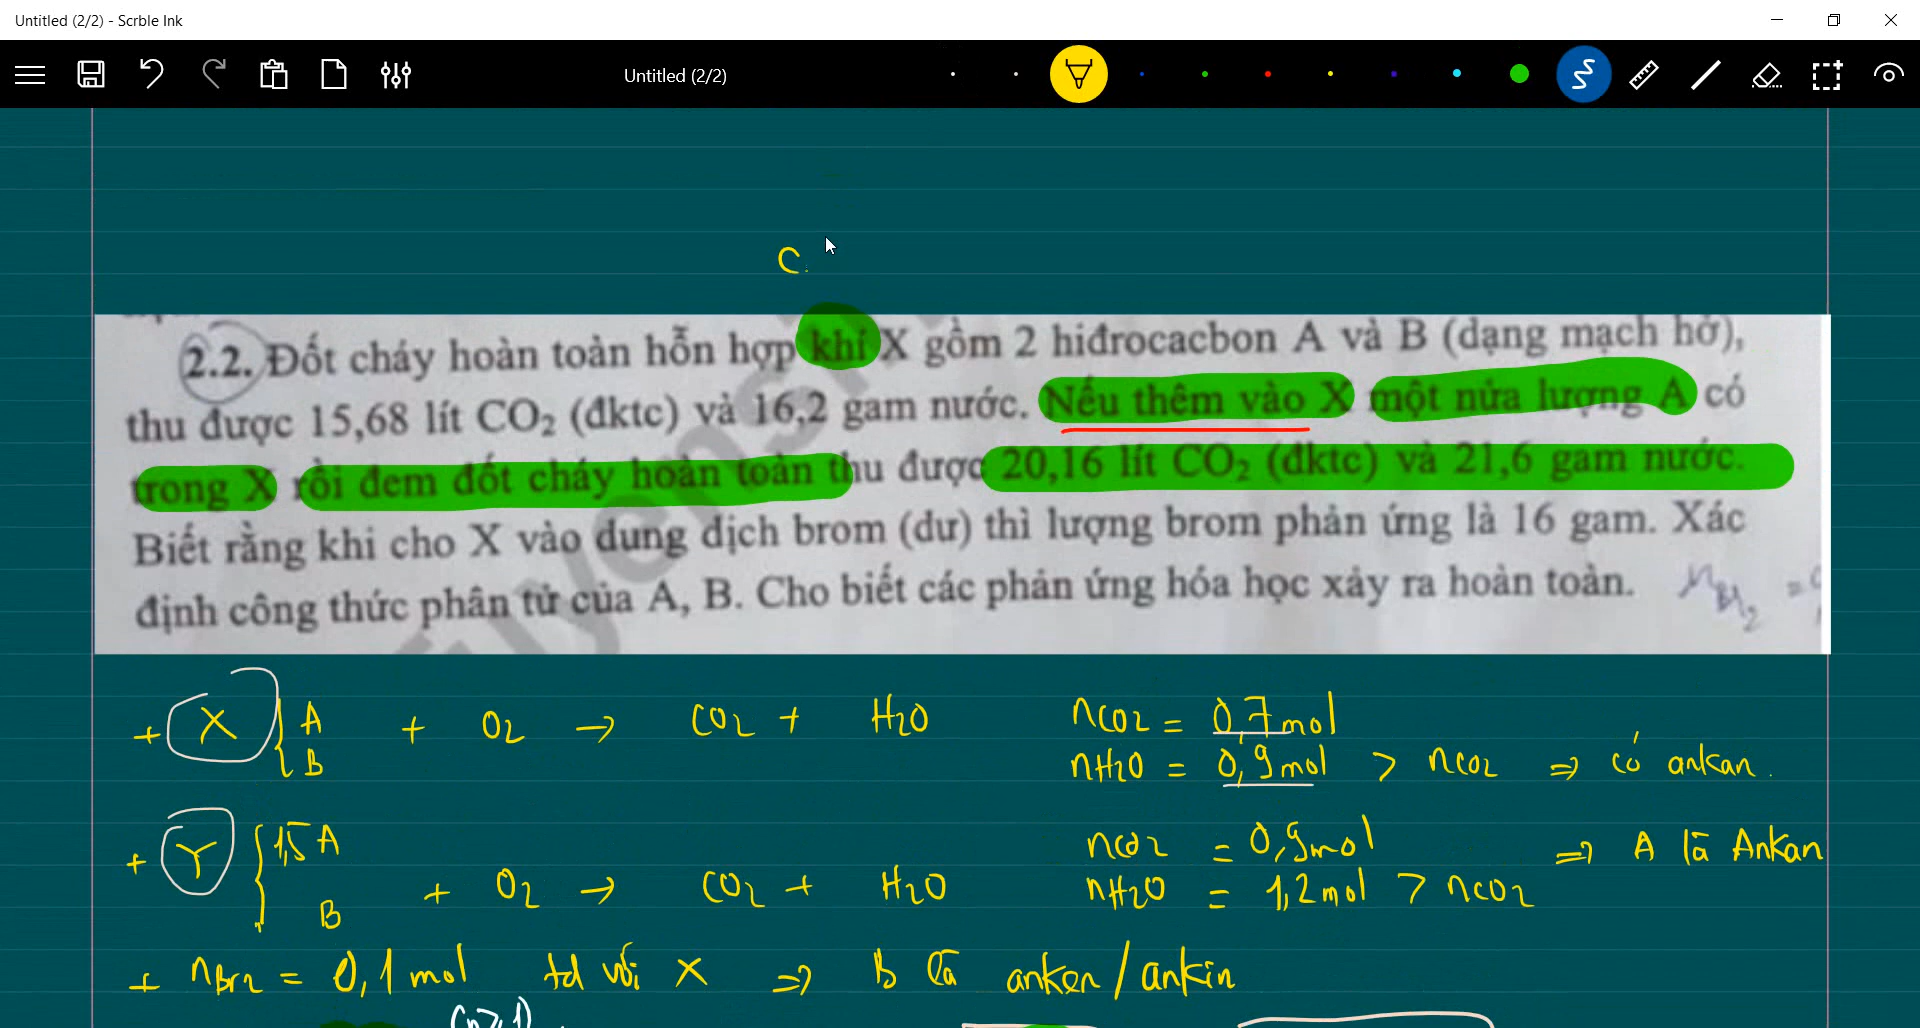 Untitled (2/2) - Scrble Ink
Untitled (2/2)
C
2.2. Đốt cháy hoàn toàn hỗn hợp khí X gồm 2 hiđrocacbon A và B (dạng mạch hở),
thu được 15,68 lít CO₂ (đktc) và 16,2 gam nước. Nếu thêm vào X một nửa lượng A có
trong X rồi đem đốt cháy hoàn toàn thu được 20,16 lít CO₂ (đktc) và 21,6 gam nước.
Biết rằng khi cho X vào dung dịch brom (dư) thì lượng brom phản ứng là 16 gam. Xác
định công thức phân tử của A, B. Cho biết các phản ứng hóa học xảy ra hoàn toàn.
nBr₂ =
+ X { A + O₂ → CO₂ + H₂O nCO₂ = 0,7 mol
B nH₂O = 0,9 mol > nCO₂ ⇒ có ankan.
+ Y { 1,5 A nCO₂ = 0,9 mol ⇒ A là Ankan
B + O₂ → CO₂ + H₂O nH₂O = 1,2 mol > nCO₂
+ nBr₂ = 0,1 mol td với X ⇒ B là anken / ankin
(n≥1)